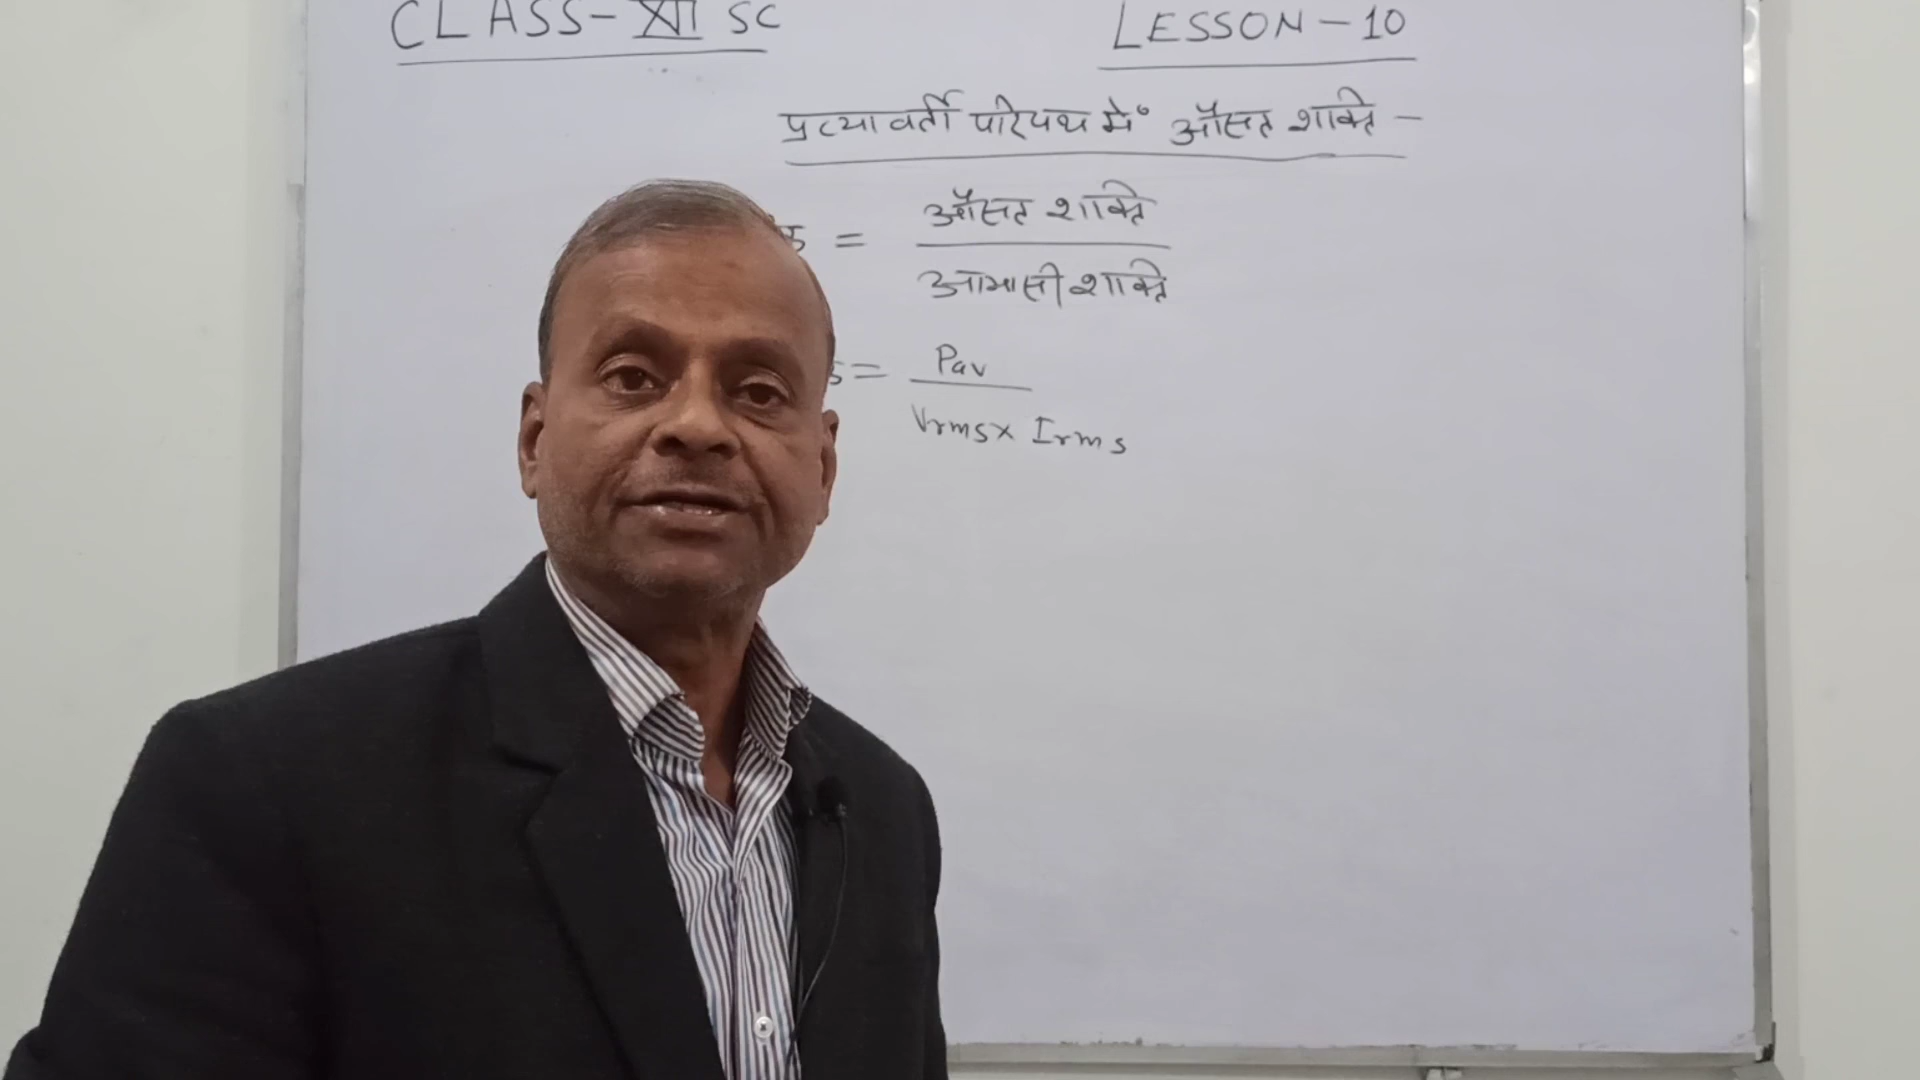 CLASS-XII SC
LESSON-10
प्रत्यावर्ती परिपथ में औसत शक्ति -
क = औसत शक्ति
आभासी शक्ति
क = Pav
Vrms x Irms